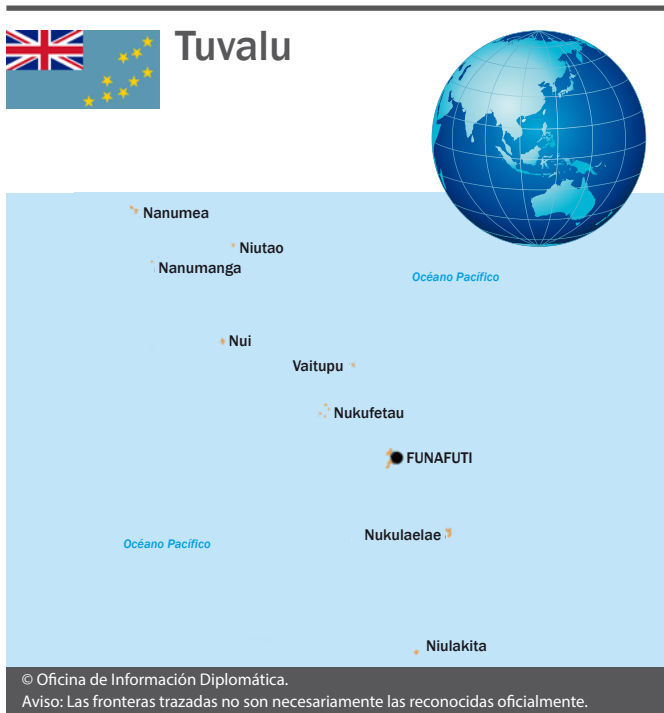 Tuvalu
Nanumea
Niutao
Nanumanga
Océano Pacífico
Nui
Vaitupu
Nukufetau
FUNAFUTI
Nukulaelae
Océano Pacífico
Niulakita
© Oficina de Información Diplomática.
Aviso: Las fronteras trazadas no son necesariamente las reconocidas oficialmente.